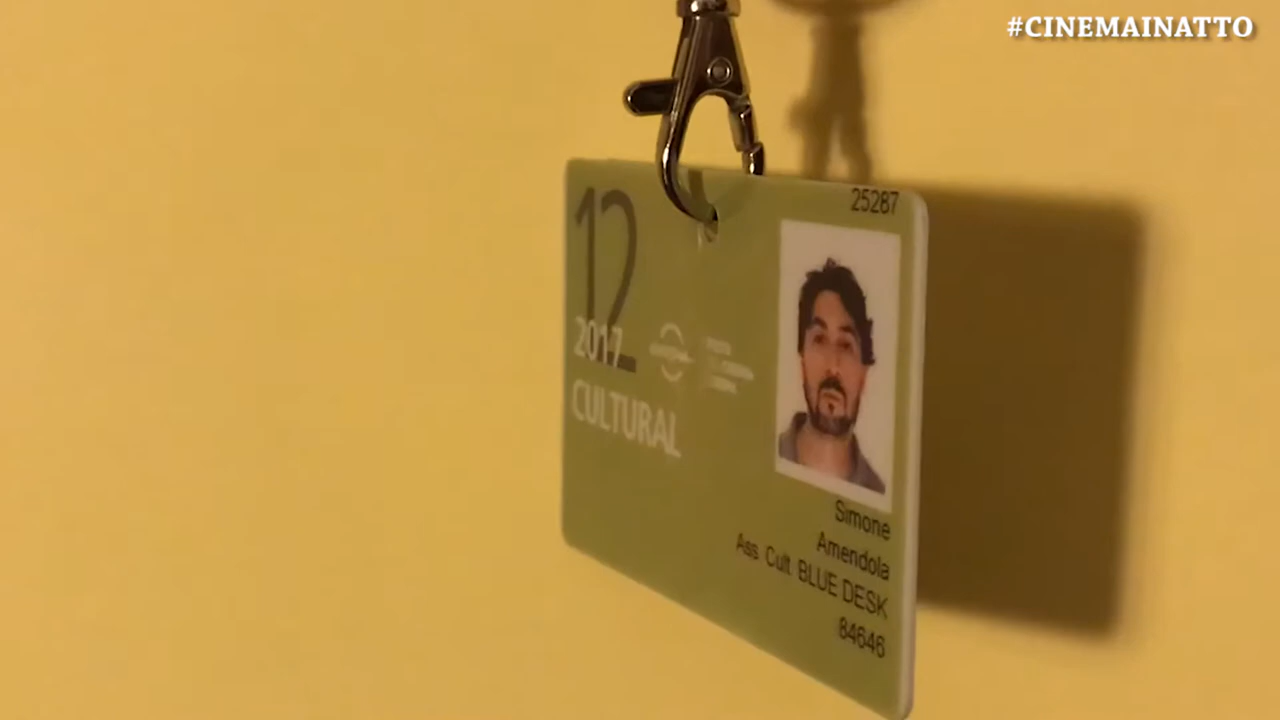 #CINEMAINATTO
25287
12
2017
CULTURAL
Simone
Amendola
Ass. Cult. BLUE DESK
84646